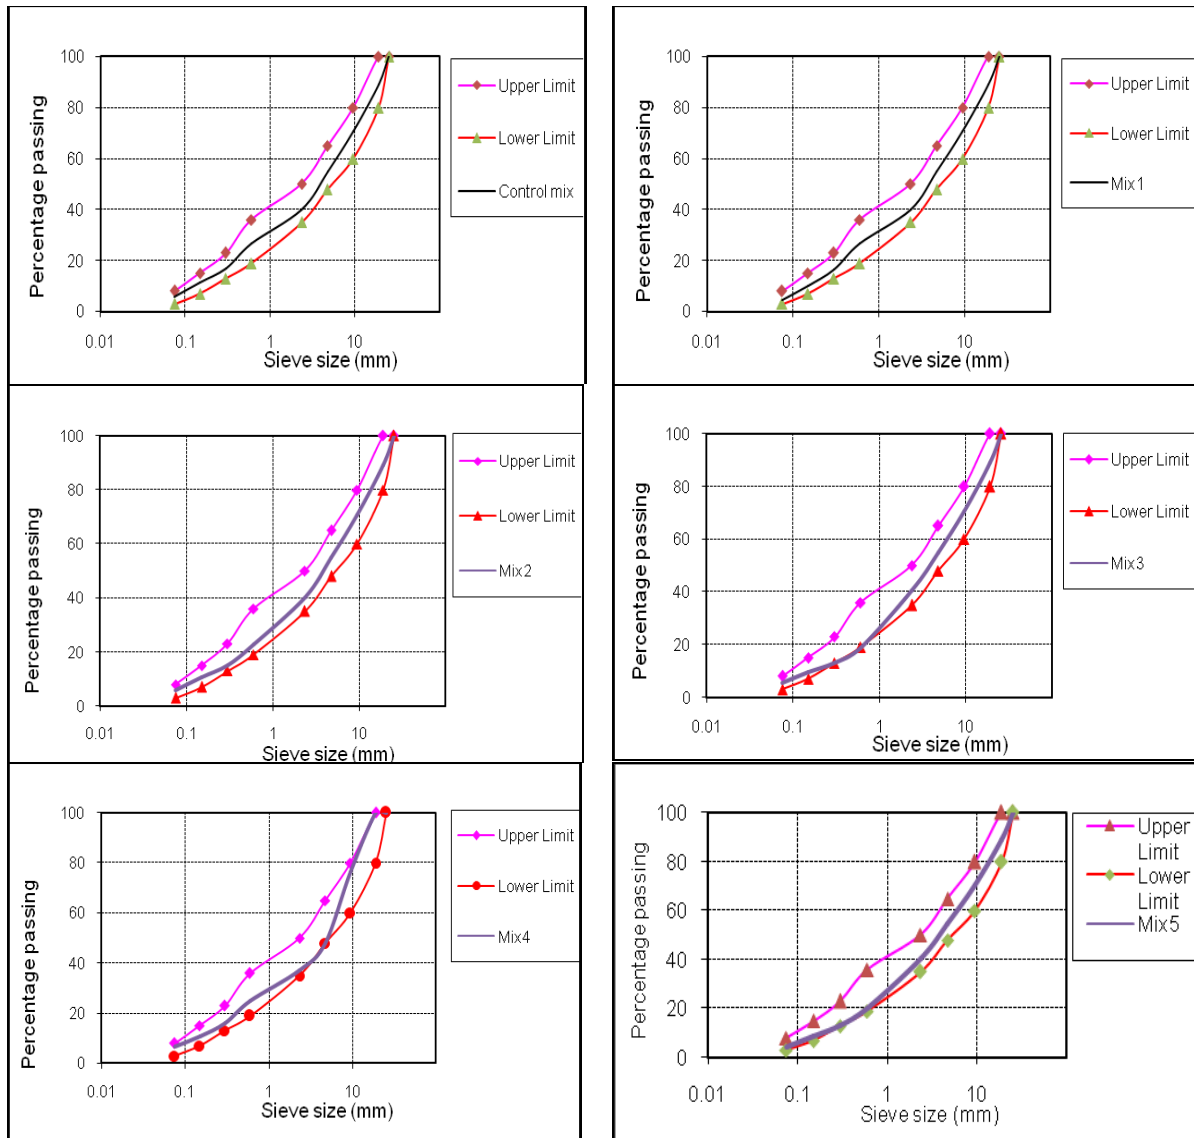 100
80
60
40
20
0
Percentage passing
0.01 0.1 1 10
Sieve size (mm)
Upper Limit
Lower Limit
Control mix
100
80
60
40
20
0
Percentage passing
0.01 0.1 1 10
Sieve size (mm)
Upper Limit
Lower Limit
Mix1
100
80
60
40
20
0
Percentage passing
0.01 0.1 1 10
Sieve size (mm)
Upper Limit
Lower Limit
Mix2
100
80
60
40
20
0
Percentage passing
0.01 0.1 1 10
Sieve size (mm)
Upper Limit
Lower Limit
Mix3
100
80
60
40
20
0
Percentage passing
0.01 0.1 1 10
Sieve size (mm)
Upper Limit
Lower Limit
Mix4
100
80
60
40
20
0
Percentage passing
0.01 0.1 1 10
Sieve size (mm)
Upper
Limit
Lower
Limit
Mix5